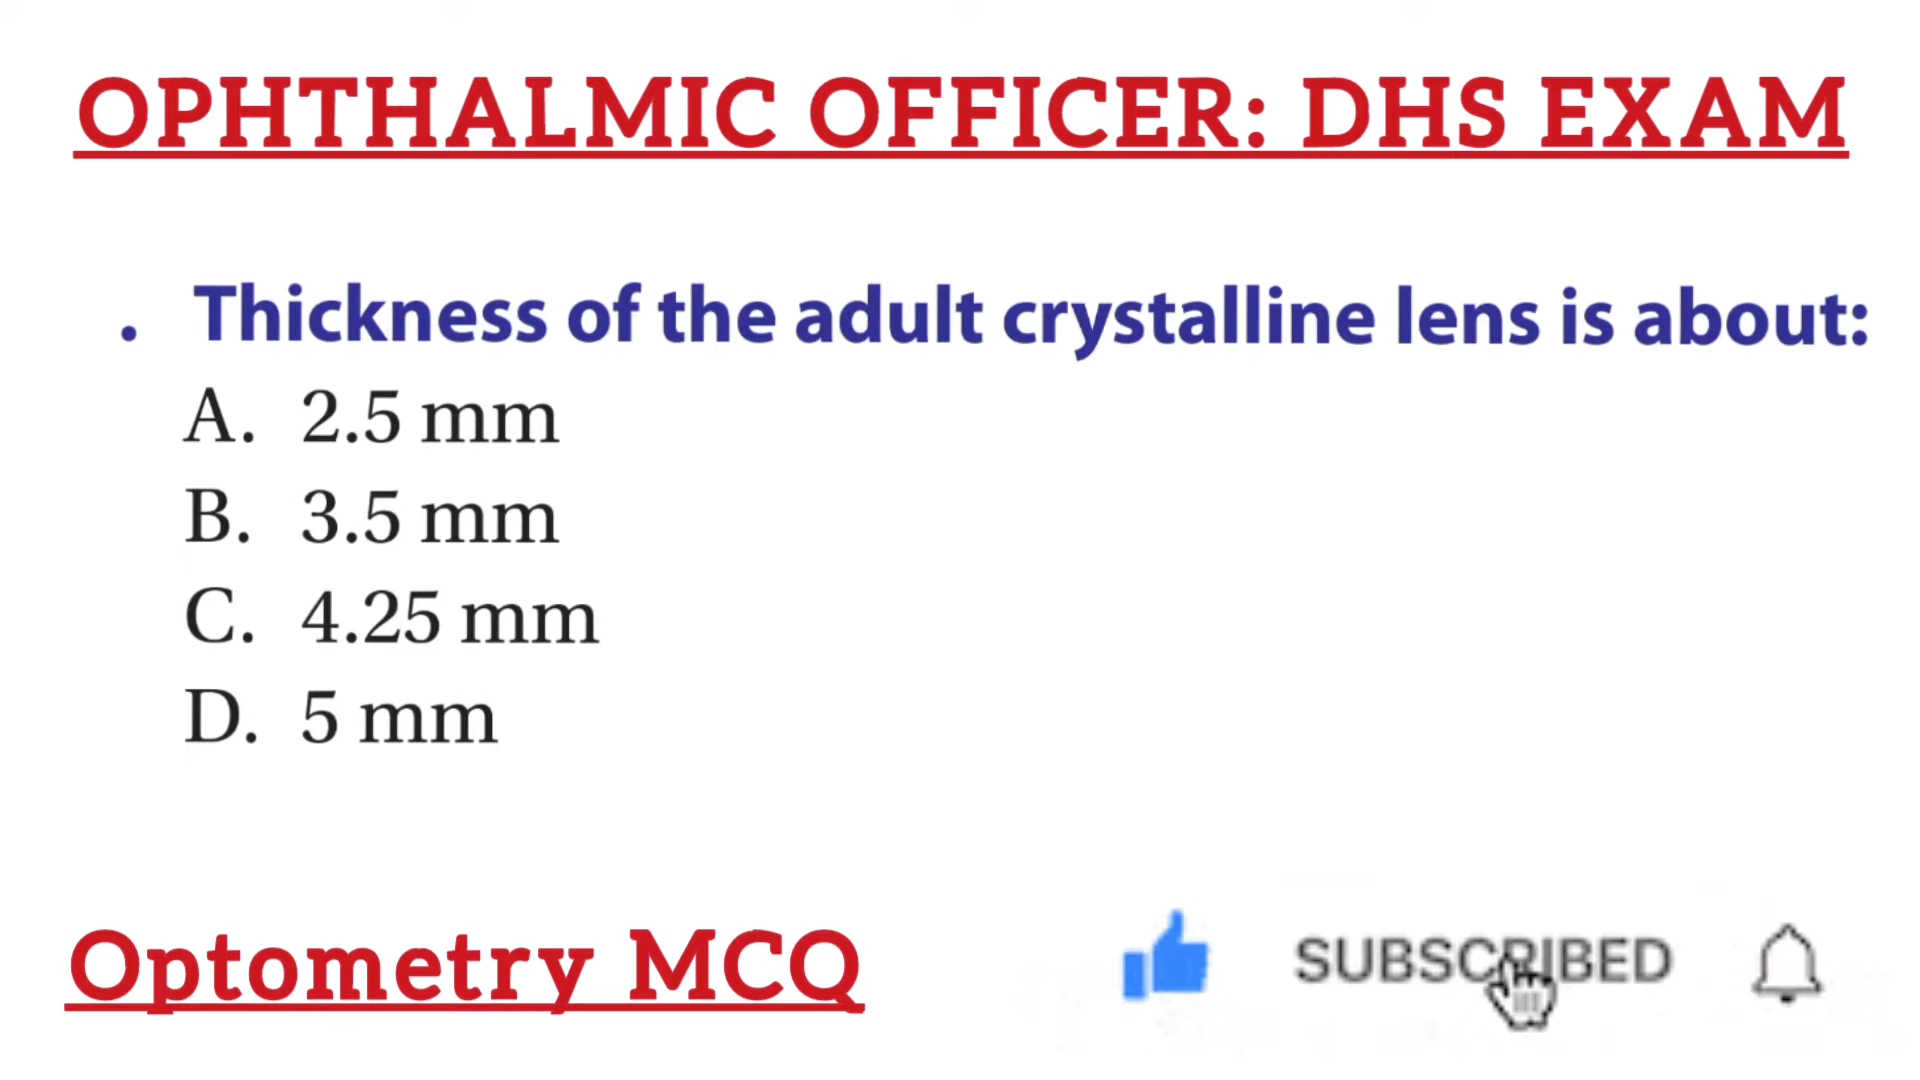 OPHTHALMIC OFFICER: DHS EXAM
. Thickness of the adult crystalline lens is about:
A. 2.5 mm
B. 3.5 mm
C. 4.25 mm
D. 5 mm
Optometry MCQ
SUBSCRIBED